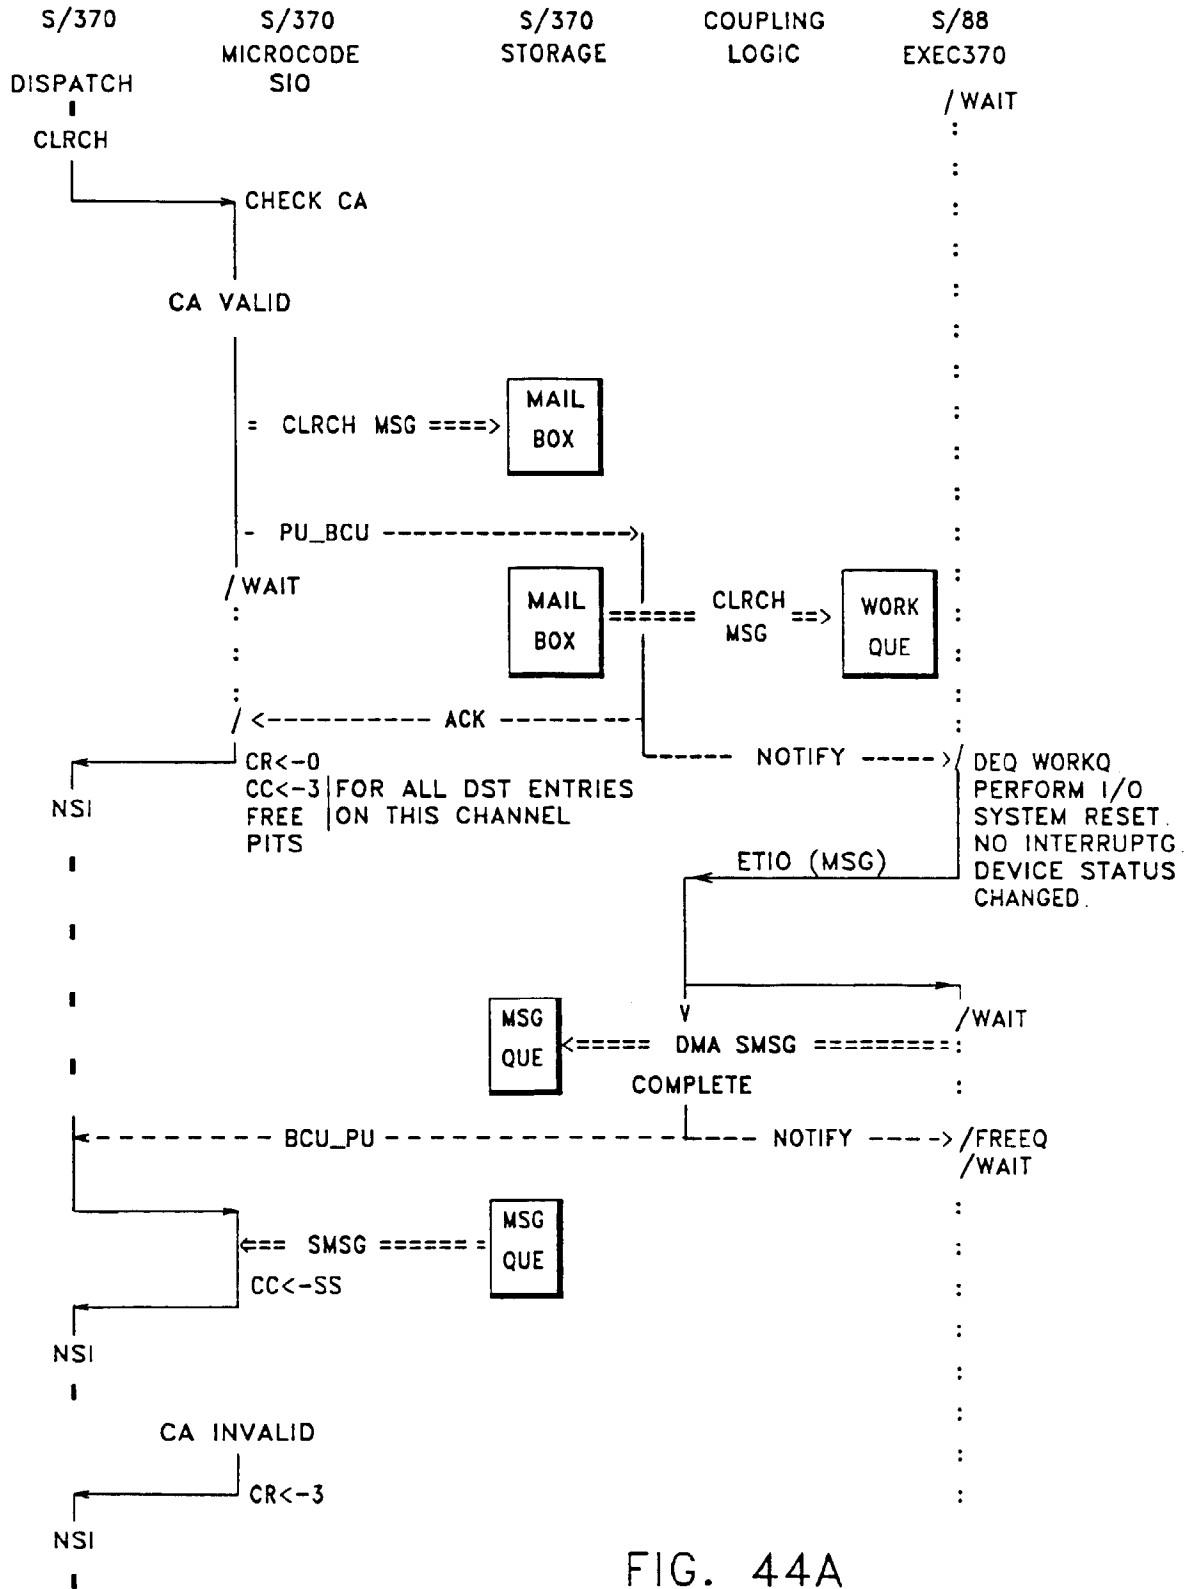 S/370 S/370 S/370 COUPLING S/88
MICROCODE STORAGE LOGIC EXEC370
DISPATCH SIO
/WAIT
CLRCH
CHECK CA
CA VALID
MAIL
= CLRCH MSG ====>
BOX
- PU_BCU ------------------>
/WAIT
MAIL
BOX
===== CLRCH ==>
MSG
WORK
QUE
/ <---------- ACK --------
---- NOTIFY ---->/ DEQ WORKQ
CR<-0
CC<-3 FOR ALL DST ENTRIES PERFORM I/O
NSI
FREE ON THIS CHANNEL SYSTEM RESET.
PITS NO INTERRUPTG.
ETIO (MSG) DEVICE STATUS
CHANGED.
MSG
QUE
/WAIT
<===== DMA SMSG ========
COMPLETE
<- - - - - - BCU_PU - - - - - - - - - -- NOTIFY ----> /FREEQ
/WAIT
MSG
<=== SMSG ====== =
QUE
CC<-SS
NSI
CA INVALID
CR<-3
NSI
FIG. 44A